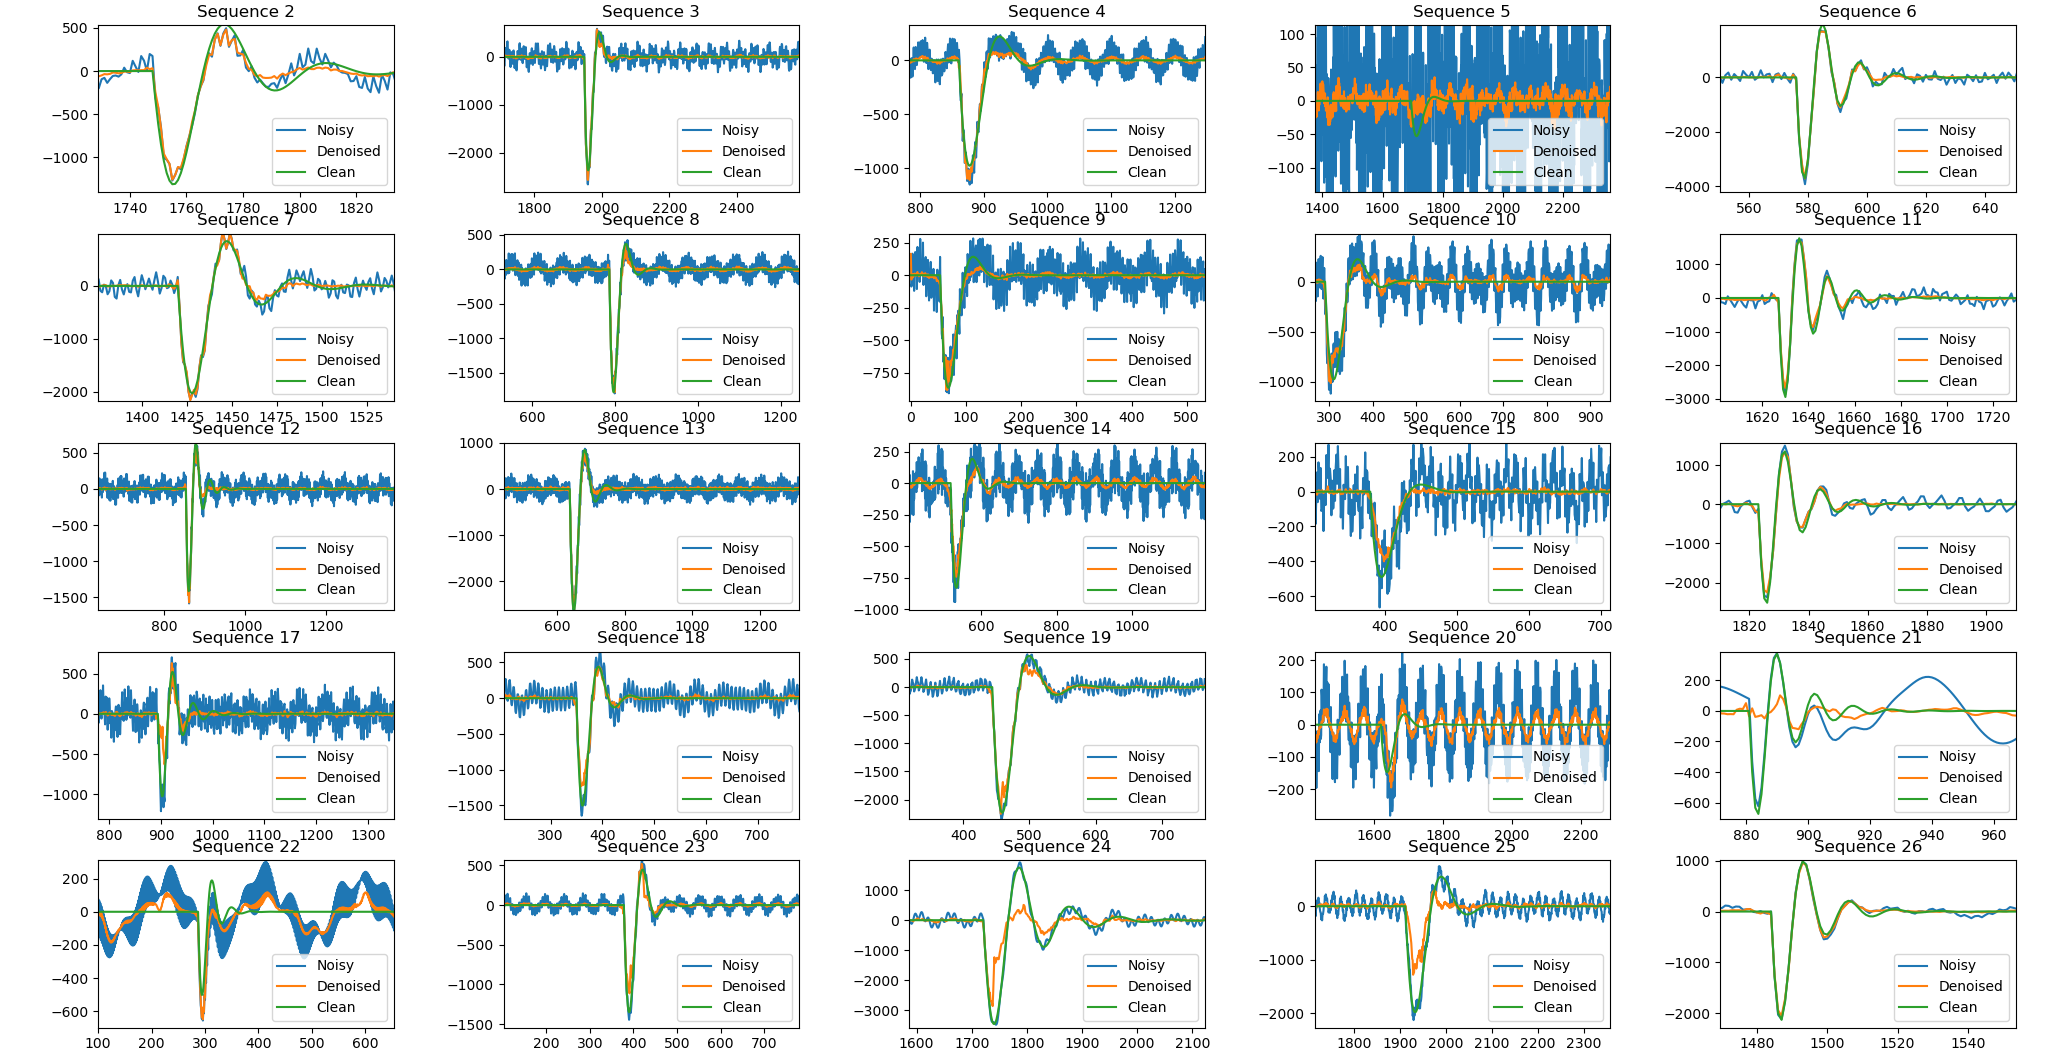 Sequence 2
500
0
−500
−1000
1740 1760 1780 1800 1820
Noisy
Denoised
Clean
Sequence 3
0
−1000
−2000
1800 2000 2200 2400
Noisy
Denoised
Clean
Sequence 4
0
−500
−1000
800 900 1000 1100 1200
Noisy
Denoised
Clean
Sequence 5
100
50
0
−50
−100
1400 1600 1800 2000 2200
Noisy
Denoised
Clean
Sequence 6
0
−2000
−4000
560 580 600 620 640
Noisy
Denoised
Clean
Sequence 7
0
−1000
−2000
1400 1425 1450 1475 1500 1525
Noisy
Denoised
Clean
Sequence 8
500
0
−500
−1000
−1500
600 800 1000 1200
Noisy
Denoised
Clean
Sequence 9
250
0
−250
−500
−750
0 100 200 300 400 500
Noisy
Denoised
Clean
Sequence 10
0
−500
−1000
300 400 500 600 700 800 900
Noisy
Denoised
Clean
Sequence 11
1000
0
−1000
−2000
−3000
1620 1640 1660 1680 1700 1720
Noisy
Denoised
Clean
Sequence 12
500
0
−500
−1000
−1500
800 1000 1200
Noisy
Denoised
Clean
Sequence 13
1000
0
−1000
−2000
600 800 1000 1200
Noisy
Denoised
Clean
Sequence 14
250
0
−250
−500
−750
−1000
600 800 1000
Noisy
Denoised
Clean
Sequence 15
200
0
−200
−400
−600
400 500 600 700
Noisy
Denoised
Clean
Sequence 16
1000
0
−1000
−2000
1820 1840 1860 1880 1900
Noisy
Denoised
Clean
Sequence 17
500
0
−500
−1000
800 900 1000 1100 1200 1300
Noisy
Denoised
Clean
Sequence 18
500
0
−500
−1000
−1500
300 400 500 600 700
Noisy
Denoised
Clean
Sequence 19
500
0
−500
−1000
−1500
−2000
400 500 600 700
Noisy
Denoised
Clean
Sequence 20
200
100
0
−100
−200
1600 1800 2000 2200
Noisy
Denoised
Clean
Sequence 21
200
0
−200
−400
−600
880 900 920 940 960
Noisy
Denoised
Clean
Sequence 22
200
0
−200
−400
−600
100 200 300 400 500 600
Noisy
Denoised
Clean
Sequence 23
500
0
−500
−1000
−1500
200 300 400 500 600 700
Noisy
Denoised
Clean
Sequence 24
1000
0
−1000
−2000
−3000
1600 1700 1800 1900 2000 2100
Noisy
Denoised
Clean
Sequence 25
0
−1000
−2000
1800 1900 2000 2100 2200 2300
Noisy
Denoised
Clean
Sequence 26
1000
0
−1000
−2000
1480 1500 1520 1540
Noisy
Denoised
Clean